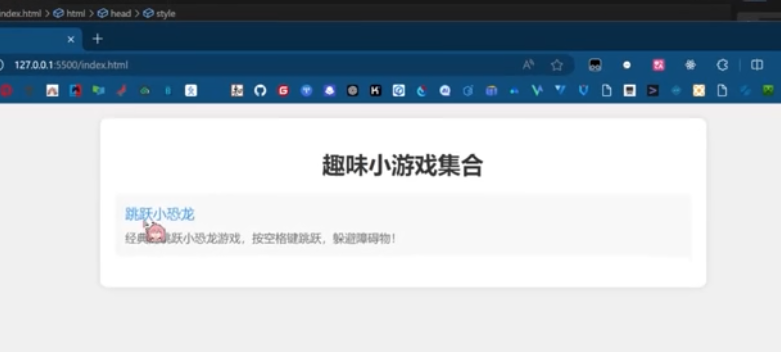 index.html > html > head > style
127.0.0.1:5500/index.html
趣味小游戏集合
跳跃小恐龙
经典 跳跃小恐龙游戏，按空格键跳跃，躲避障碍物！